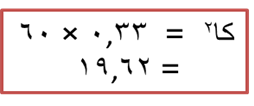 كا٢ = ٠,٣٣ × ٦٠
= ١٩,٦٢